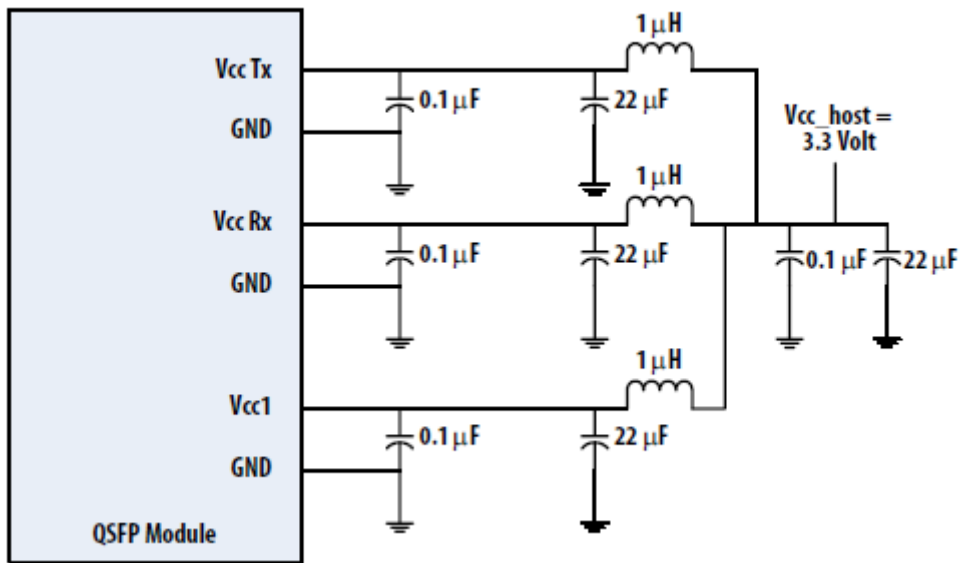 1 μH
Vcc Tx
0.1 μF
22 μF
GND
Vcc_host =
3.3 Volt
1 μH
Vcc Rx
0.1 μF
22 μF
0.1 μF
22 μF
GND
1 μH
Vcc1
0.1 μF
22 μF
GND
QSFP Module